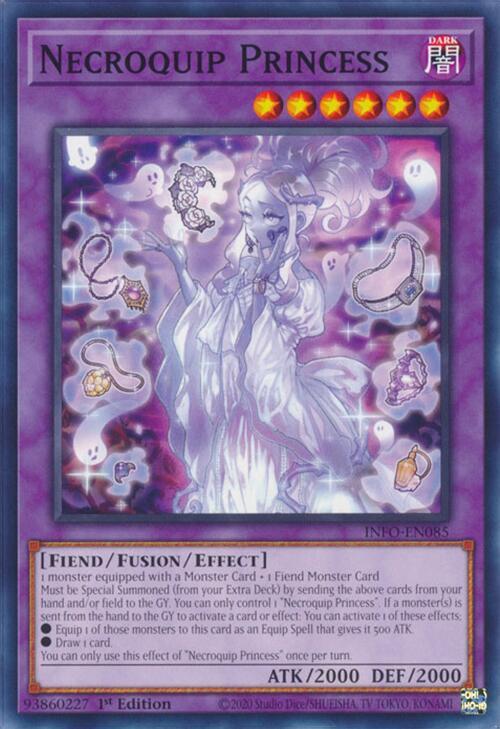 NECROQUIP PRINCESS
DARK
闇
INFO-EN085
[FIEND/FUSION/EFFECT]
1 monster equipped with a Monster Card + 1 Fiend Monster Card
Must be Special Summoned (from your Extra Deck) by sending the above cards from your
hand and/or field to the GY. You can only control 1 "Necroquip Princess". If a monster(s) is
sent from the hand to the GY to activate a card or effect: You can activate 1 of these effects;
● Equip 1 of those monsters to this card as an Equip Spell that gives it 500 ATK.
● Draw 1 card.
You can only use this effect of "Necroquip Princess" once per turn.
ATK/2000 DEF/2000
93860227 1st Edition ©2020 Studio Dice/SHUEISHA, TV TOKYO, KONAMI